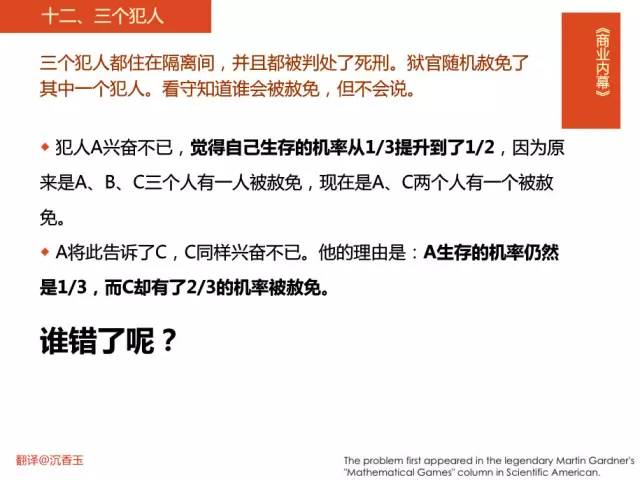 十二、三个犯人
《商业内幕》
三个犯人都住在隔离间，并且都被判处了死刑。狱官随机赦免了
其中一个犯人。看守知道谁会被赦免，但不会说。
犯人A兴奋不已，觉得自己生存的机率从1/3提升到了1/2，因为原
来是A、B、C三个人有一人被赦免，现在是A、C两个人有一个被赦
免。
A将此告诉了C，C同样兴奋不已。他的理由是：A生存的机率仍然
是1/3，而C却有了2/3的机率被赦免。
谁错了呢？
翻译@沉香玉
The problem first appeared in the legendary Martin Gardner's
"Mathematical Games" column in Scientific American.